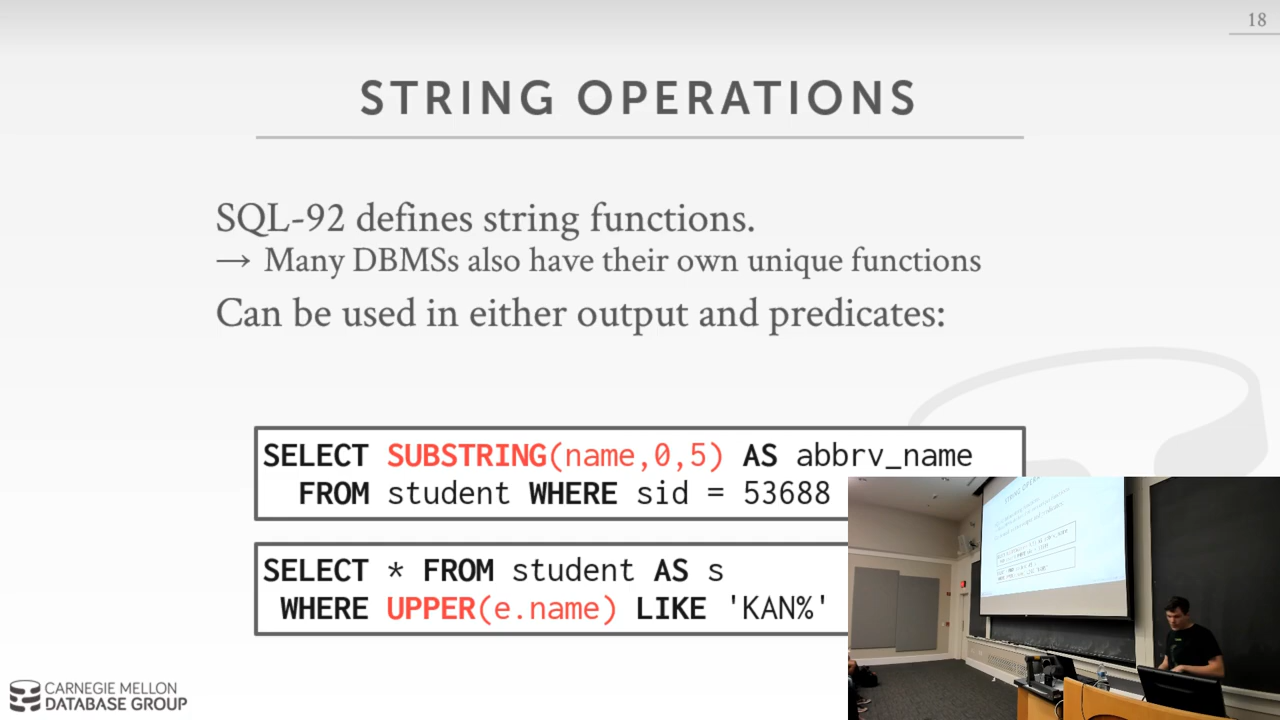 18
STRING OPERATIONS
SQL-92 defines string functions.
→ Many DBMSs also have their own unique functions
Can be used in either output and predicates:
SELECT SUBSTRING(name,0,5) AS abbrv_name
FROM student WHERE sid = 53688
SELECT * FROM student AS s
WHERE UPPER(e.name) LIKE 'KAN%'
CARNEGIE MELLON
DATABASE GROUP